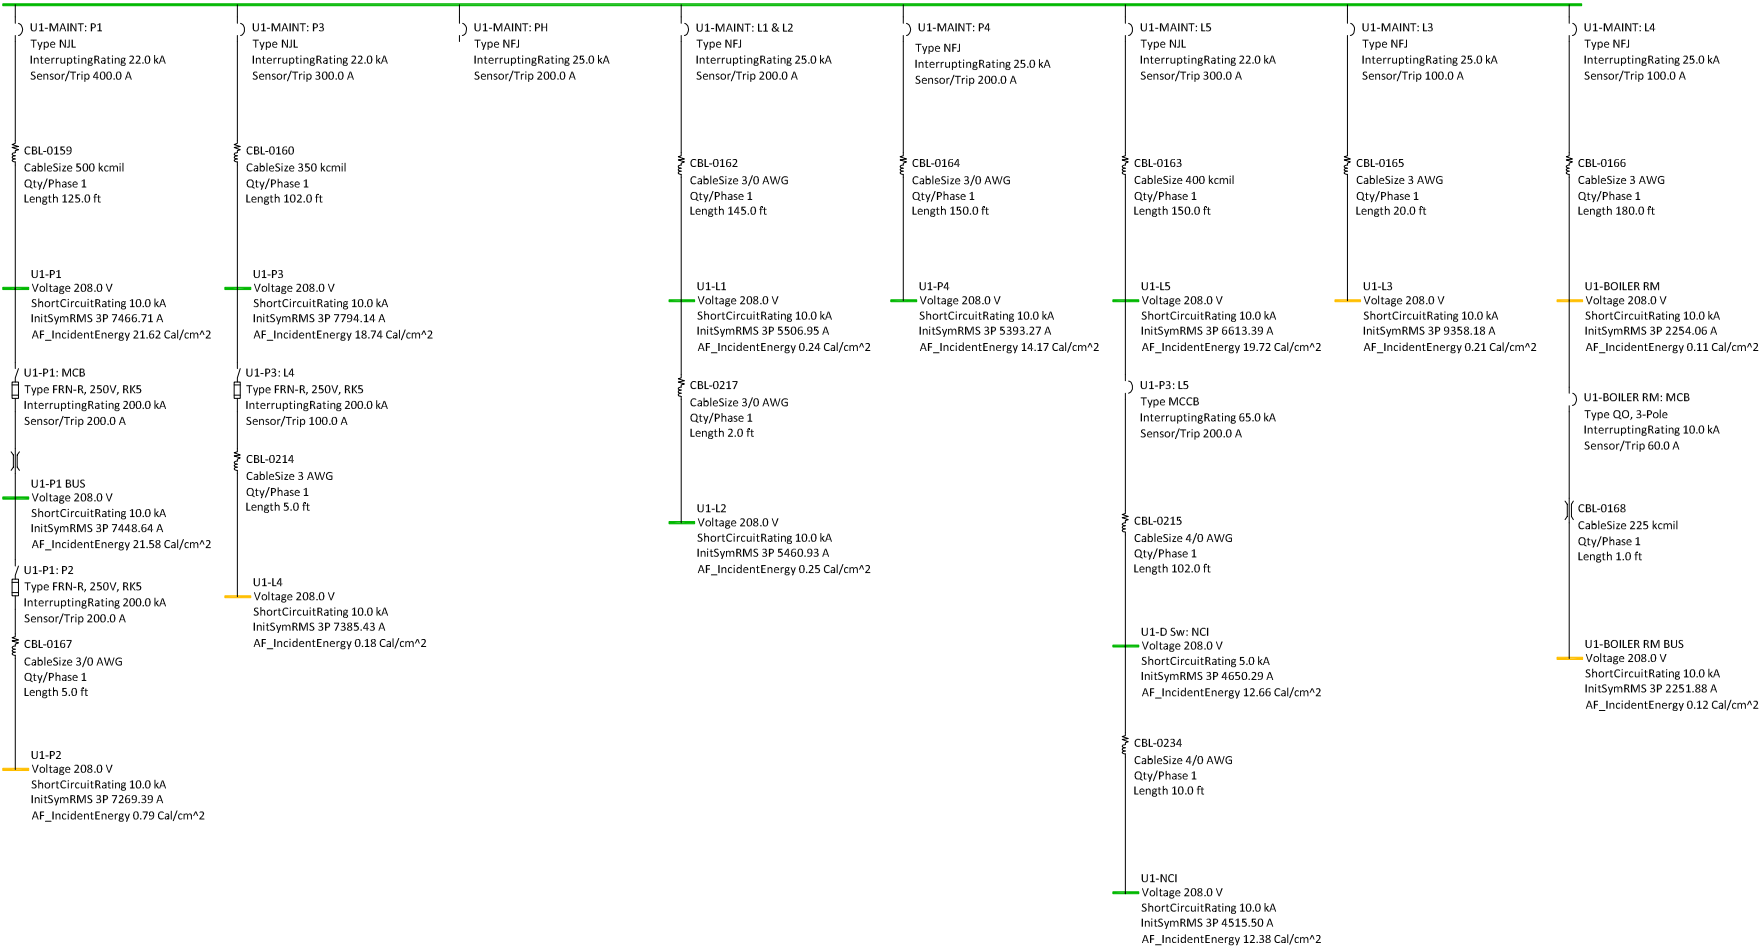 U1-MAINT: P1
Type NJL
InterruptingRating 22.0 kA
Sensor/Trip 400.0 A
CBL-0159
CableSize 500 kcmil
Qty/Phase 1
Length 125.0 ft
U1-P1
Voltage 208.0 V
ShortCircuitRating 10.0 kA
InitSymRMS 3P 7466.71 A
AF_IncidentEnergy 21.62 Cal/cm^2
U1-P1: MCB
Type FRN-R, 250V, RK5
InterruptingRating 200.0 kA
Sensor/Trip 200.0 A
U1-P1 BUS
Voltage 208.0 V
ShortCircuitRating 10.0 kA
InitSymRMS 3P 7448.64 A
AF_IncidentEnergy 21.58 Cal/cm^2
U1-P1: P2
Type FRN-R, 250V, RK5
InterruptingRating 200.0 kA
Sensor/Trip 200.0 A
CBL-0167
CableSize 3/0 AWG
Qty/Phase 1
Length 5.0 ft
U1-P2
Voltage 208.0 V
ShortCircuitRating 10.0 kA
InitSymRMS 3P 7269.39 A
AF_IncidentEnergy 0.79 Cal/cm^2
U1-MAINT: P3
Type NJL
InterruptingRating 22.0 kA
Sensor/Trip 300.0 A
CBL-0160
CableSize 350 kcmil
Qty/Phase 1
Length 102.0 ft
U1-P3
Voltage 208.0 V
ShortCircuitRating 10.0 kA
InitSymRMS 3P 7794.14 A
AF_IncidentEnergy 18.74 Cal/cm^2
U1-P3: L4
Type FRN-R, 250V, RK5
InterruptingRating 200.0 kA
Sensor/Trip 100.0 A
CBL-0214
CableSize 3 AWG
Qty/Phase 1
Length 5.0 ft
U1-L4
Voltage 208.0 V
ShortCircuitRating 10.0 kA
InitSymRMS 3P 7385.43 A
AF_IncidentEnergy 0.18 Cal/cm^2
U1-MAINT: PH
Type NFJ
InterruptingRating 25.0 kA
Sensor/Trip 200.0 A
U1-MAINT: L1 & L2
Type NFJ
InterruptingRating 25.0 kA
Sensor/Trip 200.0 A
CBL-0162
CableSize 3/0 AWG
Qty/Phase 1
Length 145.0 ft
U1-L1
Voltage 208.0 V
ShortCircuitRating 10.0 kA
InitSymRMS 3P 5506.95 A
AF_IncidentEnergy 0.24 Cal/cm^2
CBL-0217
CableSize 3/0 AWG
Qty/Phase 1
Length 2.0 ft
U1-L2
Voltage 208.0 V
ShortCircuitRating 10.0 kA
InitSymRMS 3P 5460.93 A
AF_IncidentEnergy 0.25 Cal/cm^2
U1-MAINT: P4
Type NFJ
InterruptingRating 25.0 kA
Sensor/Trip 200.0 A
CBL-0164
CableSize 3/0 AWG
Qty/Phase 1
Length 150.0 ft
U1-P4
Voltage 208.0 V
ShortCircuitRating 10.0 kA
InitSymRMS 3P 5393.27 A
AF_IncidentEnergy 14.17 Cal/cm^2
U1-MAINT: L5
Type NJL
InterruptingRating 22.0 kA
Sensor/Trip 300.0 A
CBL-0163
CableSize 400 kcmil
Qty/Phase 1
Length 150.0 ft
U1-L5
Voltage 208.0 V
ShortCircuitRating 10.0 kA
InitSymRMS 3P 6613.39 A
AF_IncidentEnergy 19.72 Cal/cm^2
U1-P3: L5
Type MCCB
InterruptingRating 65.0 kA
Sensor/Trip 200.0 A
CBL-0215
CableSize 4/0 AWG
Qty/Phase 1
Length 102.0 ft
U1-D Sw: NCI
Voltage 208.0 V
ShortCircuitRating 5.0 kA
InitSymRMS 3P 4650.29 A
AF_IncidentEnergy 12.66 Cal/cm^2
CBL-0234
CableSize 4/0 AWG
Qty/Phase 1
Length 10.0 ft
U1-NCI
Voltage 208.0 V
ShortCircuitRating 10.0 kA
InitSymRMS 3P 4515.50 A
AF_IncidentEnergy 12.38 Cal/cm^2
U1-MAINT: L3
Type NFJ
InterruptingRating 25.0 kA
Sensor/Trip 100.0 A
CBL-0165
CableSize 3 AWG
Qty/Phase 1
Length 20.0 ft
U1-L3
Voltage 208.0 V
ShortCircuitRating 10.0 kA
InitSymRMS 3P 9358.18 A
AF_IncidentEnergy 0.21 Cal/cm^2
U1-MAINT: L4
Type NFJ
InterruptingRating 25.0 kA
Sensor/Trip 100.0 A
CBL-0166
CableSize 3 AWG
Qty/Phase 1
Length 180.0 ft
U1-BOILER RM
Voltage 208.0 V
ShortCircuitRating 10.0 kA
InitSymRMS 3P 2254.06 A
AF_IncidentEnergy 0.11 Cal/cm^2
U1-BOILER RM: MCB
Type QO, 3-Pole
InterruptingRating 10.0 kA
Sensor/Trip 60.0 A
CBL-0168
CableSize 225 kcmil
Qty/Phase 1
Length 1.0 ft
U1-BOILER RM BUS
Voltage 208.0 V
ShortCircuitRating 10.0 kA
InitSymRMS 3P 2251.88 A
AF_IncidentEnergy 0.12 Cal/cm^2